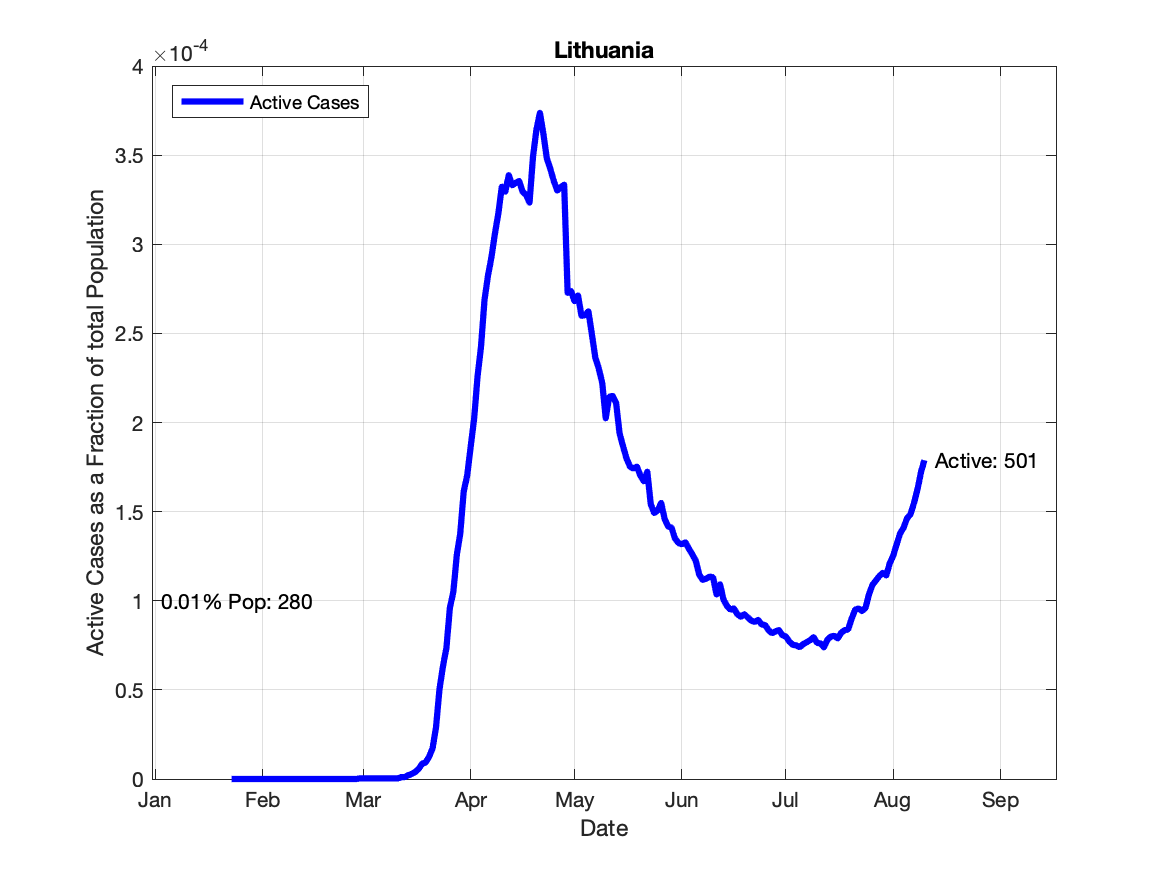 Lithuania
×10-4
Active Cases
4
3.5
3
2.5
2
1.5
1
0.5
0
Active Cases as a Fraction of total Population
0.01% Pop: 280
Active: 501
Jan Feb Mar Apr May Jun Jul Aug Sep
Date